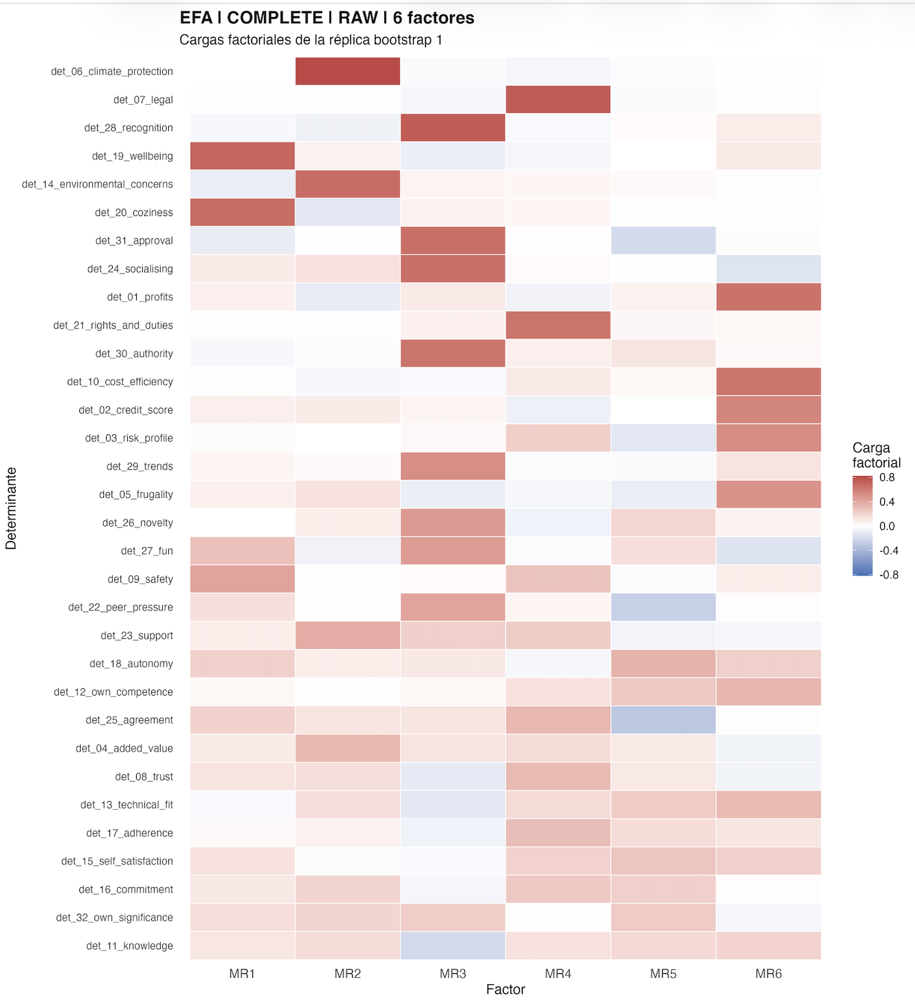 EFA | COMPLETE | RAW | 6 factores
Cargas factoriales de la réplica bootstrap 1
det_06_climate_protection
det_07_legal
det_28_recognition
det_19_wellbeing
det_14_environmental_concerns
det_20_coziness
det_31_approval
det_24_socialising
det_01_profits
det_21_rights_and_duties
det_30_authority
det_10_cost_efficiency
det_02_credit_score
det_03_risk_profile
det_29_trends
det_05_frugality
det_26_novelty
det_27_fun
det_09_safety
det_22_peer_pressure
det_23_support
det_18_autonomy
det_12_own_competence
det_25_agreement
det_04_added_value
det_08_trust
det_13_technical_fit
det_17_adherence
det_15_self_satisfaction
det_16_commitment
det_32_own_significance
det_11_knowledge
Determinante
MR1 MR2 MR3 MR4 MR5 MR6
Factor
Carga
factorial
0.8
0.4
0.0
-0.4
-0.8